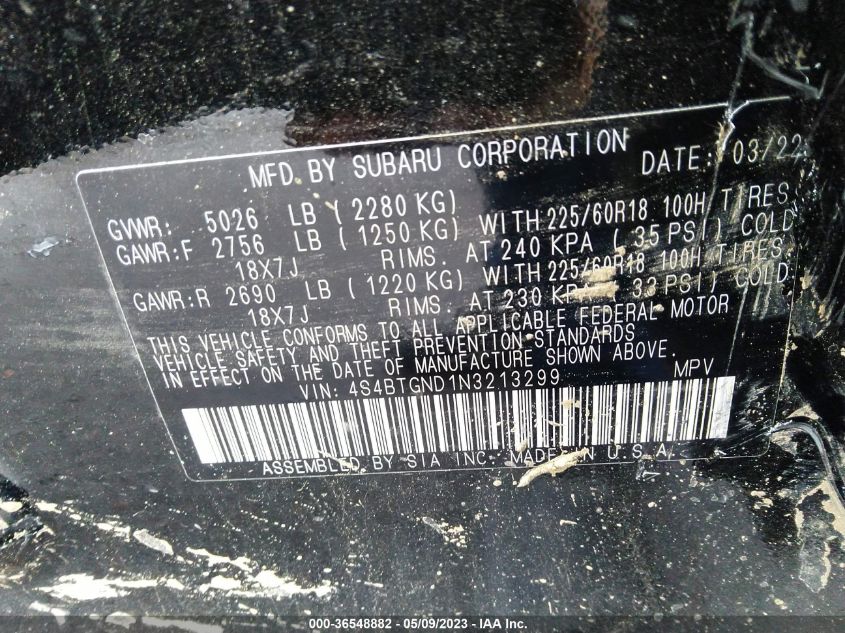 MFD. BY SUBARU CORPORATION DATE: 03/22
GVWR: 5026 LB (2280 KG)
GAWR:F 2756 LB (1250 KG) WITH 225/60R18 100H TIRES
18X7J RIMS. AT 240 KPA (35 PSI) COLD
GAWR:R 2690 LB (1220 KG) WITH 225/60R18 100H TIRES
18X7J RIMS. AT 230 KPA 33 PSI) COLD
THIS VEHICLE CONFORMS TO ALL APPLICABLE FEDERAL MOTOR
VEHICLE SAFETY AND THEFT PREVENTION STANDARDS
IN EFFECT ON THE DATE OF MANUFACTURE SHOWN ABOVE.
VIN: 4S4BTGND1N3213299 MPV
ASSEMBLED BY SIA INC. MADE IN U.S.A.
000-36548882 - 05/09/2023 - IAA Inc.